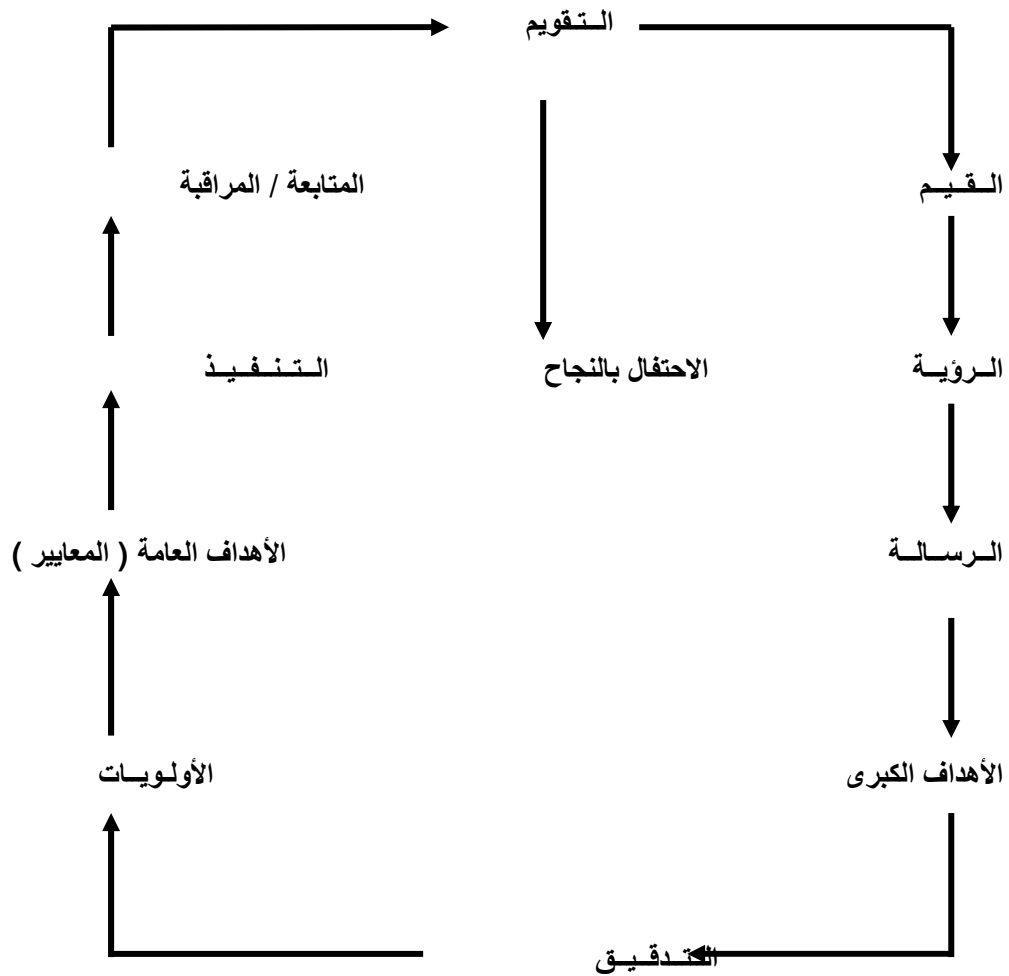 التقويم
القيم
المتابعة / المراقبة
الرؤية
الاحتفال بالنجاح
التنفيذ
الرسالة
الأهداف العامة ( المعايير )
الأهداف الكبرى
الأولويات
التدقيق